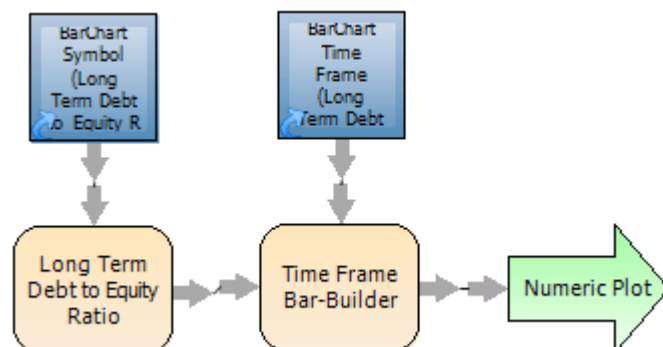 BarChart
Symbol
(Long
Term Debt
to Equity R
BarChart
Time
Frame
(Long
Term Debt
Long Term
Debt to Equity
Ratio
Time Frame
Bar-Builder
Numeric Plot